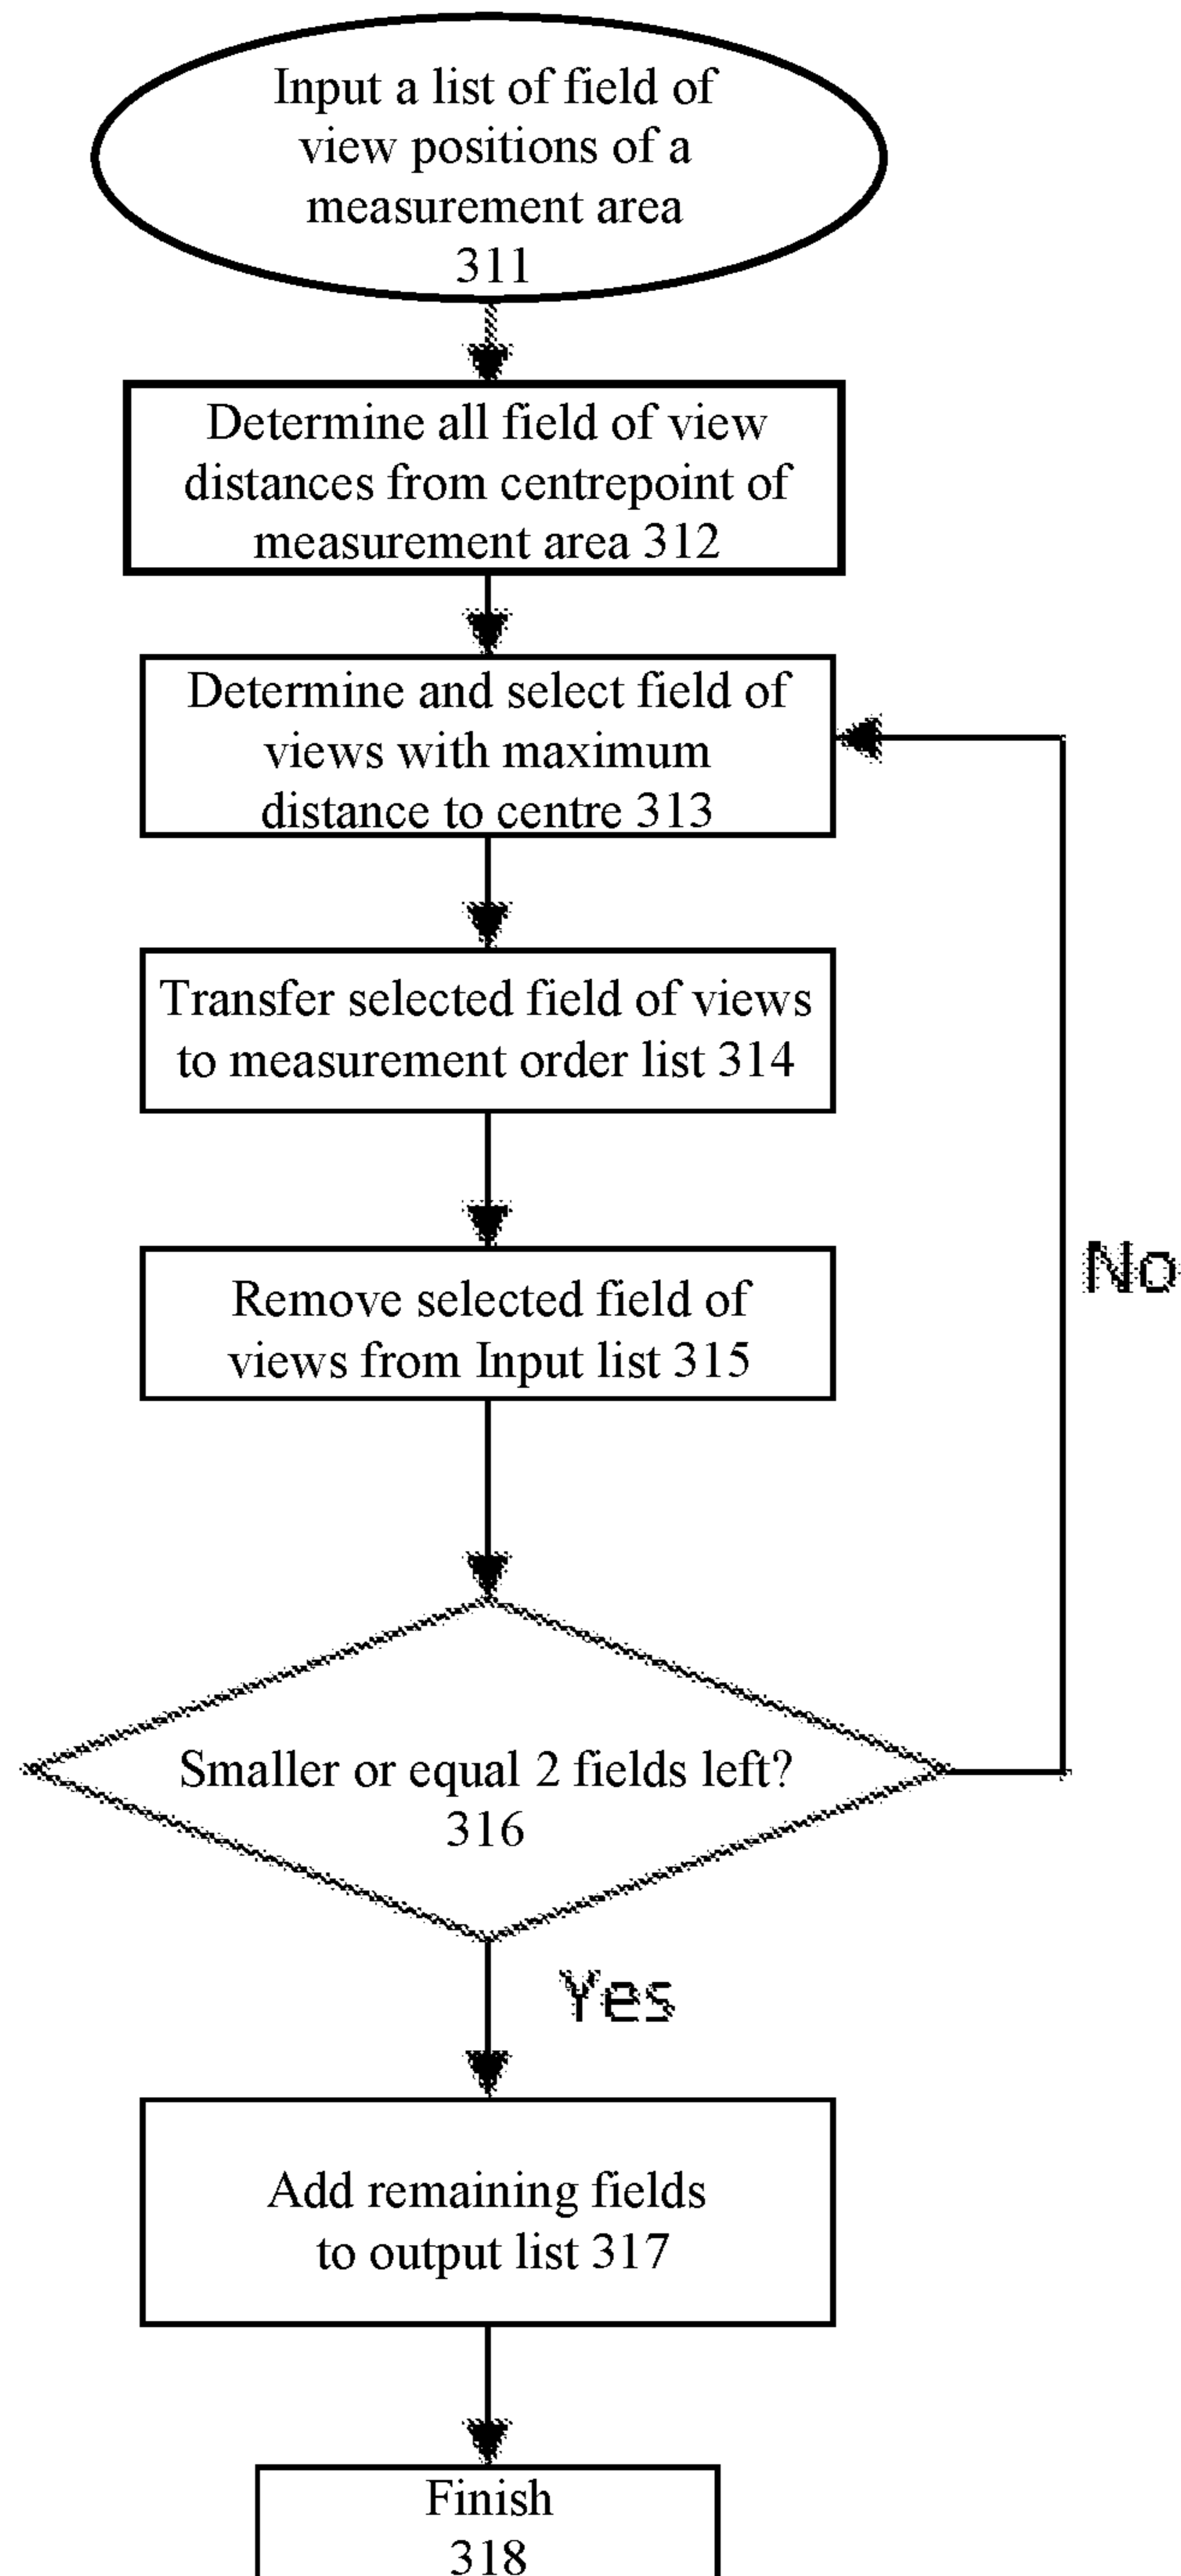 Input a list of field of
view positions of a
measurement area
311
Determine all field of view
distances from centrepoint of
measurement area 312
Determine and select field of
views with maximum
distance to centre 313
Transfer selected field of views
to measurement order list 314
Remove selected field of
views from Input list 315
No
Smaller or equal 2 fields left?
316
Yes
Add remaining fields
to output list 317
Finish
318